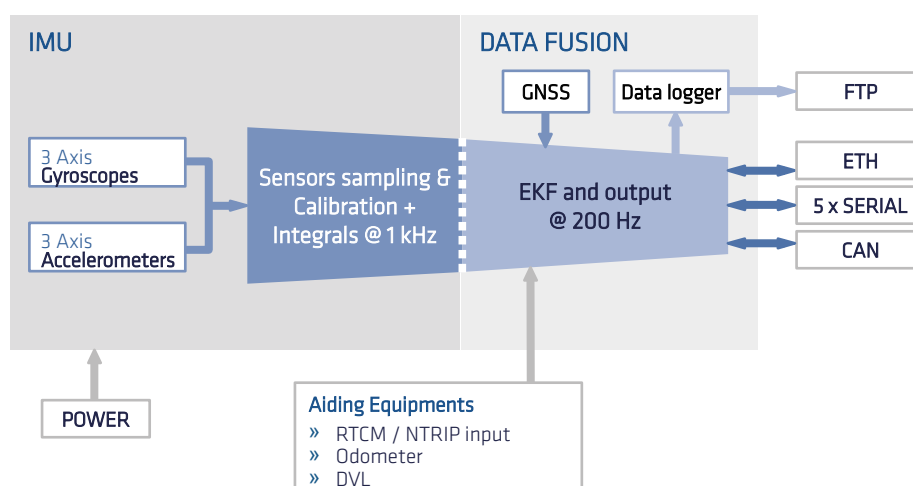 IMU
DATA FUSION
GNSS
Data logger
FTP
3 Axis
Gyroscopes
3 Axis
Accelerometers
Sensors sampling &
Calibration +
Integrals @ 1 kHz
EKF and output
@ 200 Hz
ETH
5 x SERIAL
CAN
POWER
Aiding Equipments
» RTCM / NTRIP input
» Odometer
» DVL